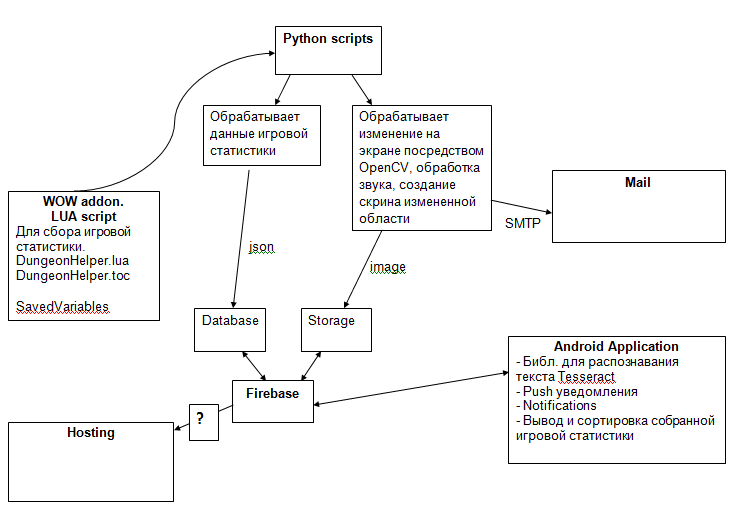 Python scripts
Обрабатывает
данные игровой
статистики
Обрабатывает
изменение на
экране посредством
OpenCV, обработка
звука, создание
скрина измененной
области
WOW addon.
LUA script
Для сбора игровой
статистики.
DungeonHelper.lua
DungeonHelper.toc
SavedVariables
Mail
SMTP
json
image
Database
Storage
Firebase
Android Application
- Библ. для распознавания
текста Tesseract
- Push уведомления
- Notifications
- Вывод и сортировка собранной
игровой статистики
?
Hosting